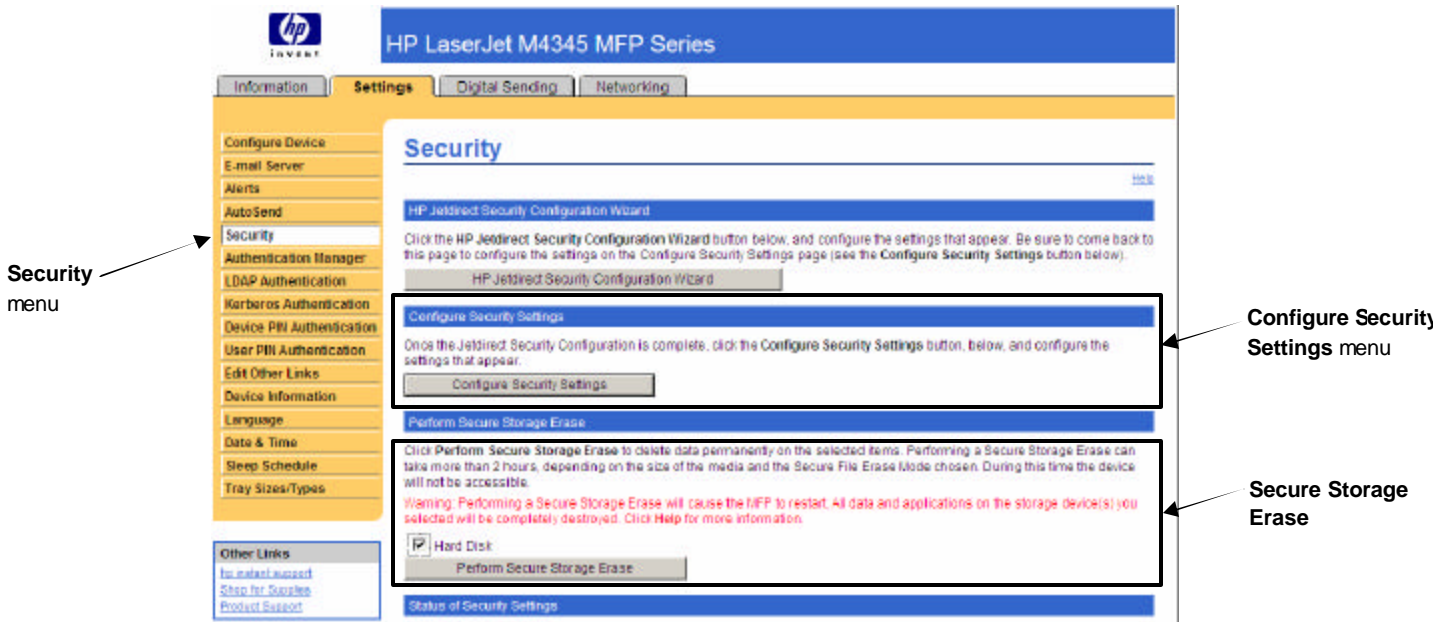 hp
invent
HP LaserJet M4345 MFP Series
Information Settings Digital Sending Networking
Configure Device
E-mail Server
Alerts
AutoSend
Security
Authentication Manager
LDAP Authentication
Kerberos Authentication
Device PIN Authentication
User PIN Authentication
Edit Other Links
Device Information
Language
Date & Time
Sleep Schedule
Tray Sizes/Types
Other Links
hp instant support
Shop for Supplies
Product Support
Security
menu
Security
Help
HP Jetdirect Security Configuration Wizard
Click the HP Jetdirect Security Configuration Wizard button below, and configure the settings that appear. Be sure to come back to
this page to configure the settings on the Configure Security Settings page (see the Configure Security Settings button below).
HP Jetdirect Security Configuration Wizard
Configure Security Settings
Once the Jetdirect Security Configuration is complete, click the Configure Security Settings button, below, and configure the
settings that appear.
Configure Security Settings
Perform Secure Storage Erase
Click Perform Secure Storage Erase to delete data permanently on the selected items. Performing a Secure Storage Erase can
take more than 2 hours, depending on the size of the media and the Secure File Erase Mode chosen. During this time the device
will not be accessible.
Warning: Performing a Secure Storage Erase will cause the MFP to restart. All data and applications on the storage device(s) you
selected will be completely destroyed. Click Help for more information.
Hard Disk
Perform Secure Storage Erase
Status of Security Settings
Configure Security
Settings menu
Secure Storage
Erase